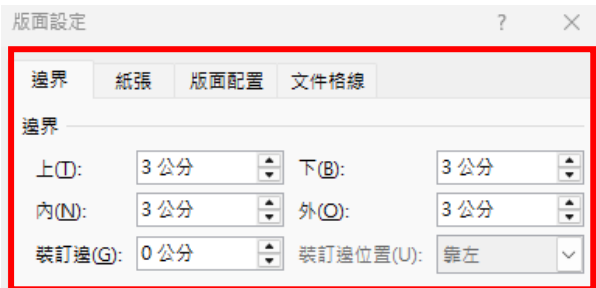 版面設定 ?
邊界 紙張 版面配置 文件格線
邊界
上(T): 3 公分 下(B): 3 公分
內(N): 3 公分 外(O): 3 公分
裝訂邊(G): 0 公分 裝訂邊位置(U): 靠左